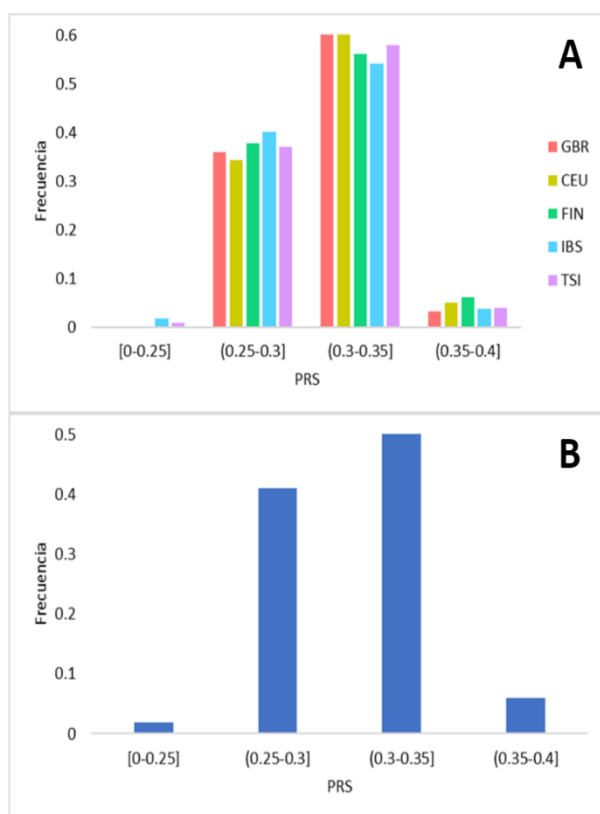 A
0.6
0.5
0.4
0.3
0.2
0.1
0
Frecuencia
[0-0.25] (0.25-0.3] (0.3-0.35] (0.35-0.4]
PRS
GBR
CEU
FIN
IBS
TSI
B
0.5
0.4
0.3
0.2
0.1
0
Frecuencia
[0-0.25] (0.25-0.3] (0.3-0.35] (0.35-0.4]
PRS